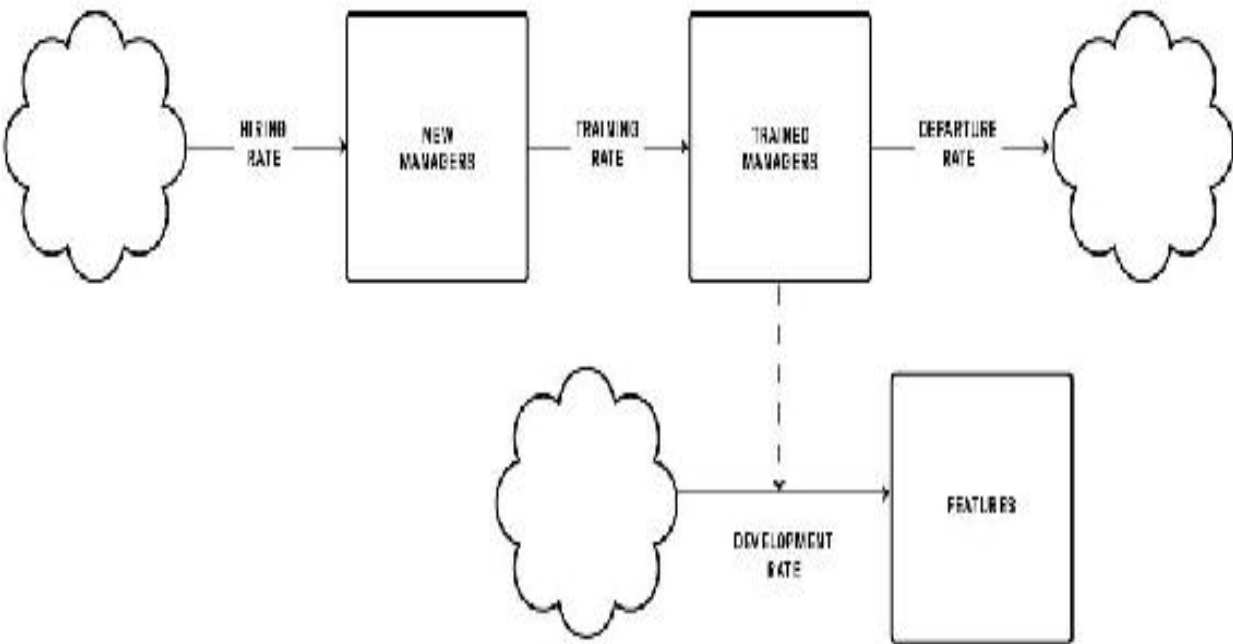 HIRING
RATE
NEW
MANAGERS
TRAINING
RATE
TRAINED
MANAGERS
DEPARTURE
RATE
DEVELOPMENT
RATE
FEATURES